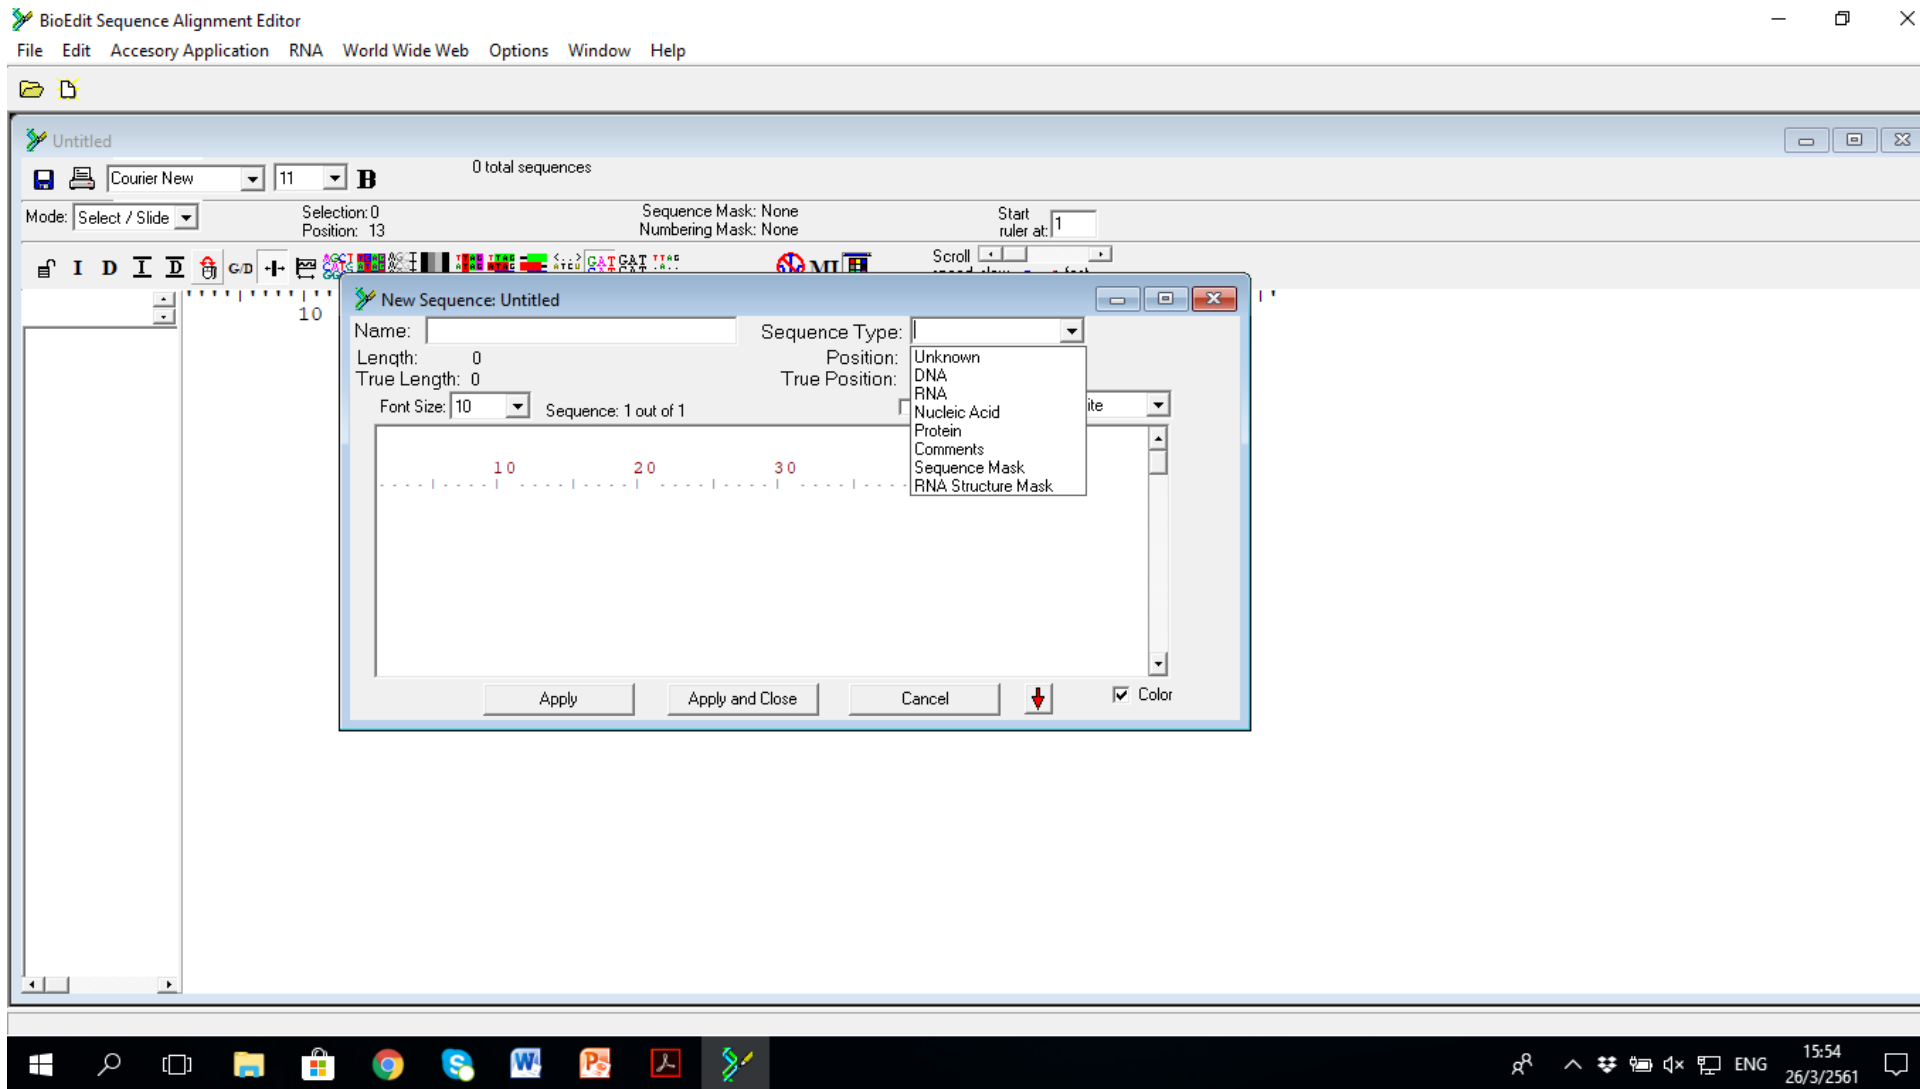 BioEdit Sequence Alignment Editor
File Edit Accesory Application RNA World Wide Web Options Window Help
Untitled
Courier New 11 B 0 total sequences
Mode: Select / Slide Selection: 0 Sequence Mask: None Start
Position: 13 Numbering Mask: None ruler at: 1
I D I D G/D GAT GAT MI Scroll
10
New Sequence: Untitled
Name: Sequence Type:
Length: 0 Position:
True Length: 0 True Position:
Unknown
DNA
RNA
Nucleic Acid
Protein
Comments
Sequence Mask
RNA Structure Mask
Font Size: 10 Sequence: 1 out of 1 ite
10 20 30
Apply Apply and Close Cancel Color
ENG 15:54
26/3/2561